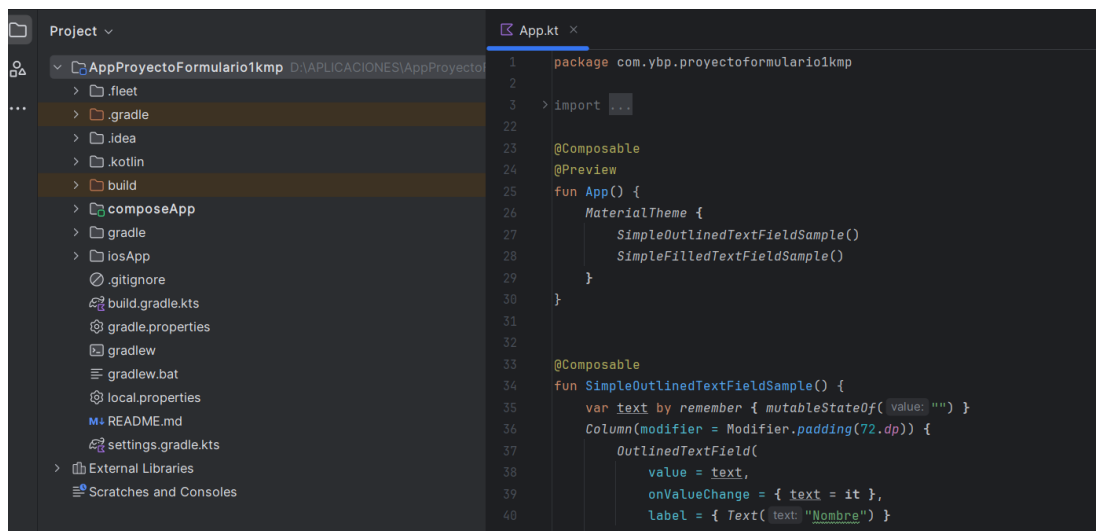 Project
AppProyectoFormulario1kmp D:\APLICACIONES\AppProyectoF
.fleet
.gradle
.idea
.kotlin
build
composeApp
gradle
iosApp
.gitignore
build.gradle.kts
gradle.properties
gradlew
gradlew.bat
local.properties
M↓ README.md
settings.gradle.kts
External Libraries
Scratches and Consoles
App.kt
1 package com.ybp.proyectoformulario1kmp
2
3 import ...
22
23 @Composable
24 @Preview
25 fun App() {
26 MaterialTheme {
27 SimpleOutlinedTextFieldSample()
28 SimpleFilledTextFieldSample()
29 }
30 }
31
32
33 @Composable
34 fun SimpleOutlinedTextFieldSample() {
35 var text by remember { mutableStateOf( value: "") }
36 Column(modifier = Modifier.padding(72.dp)) {
37 OutlinedTextField(
38 value = text,
39 onValueChange = { text = it },
40 label = { Text( text: "Nombre") }